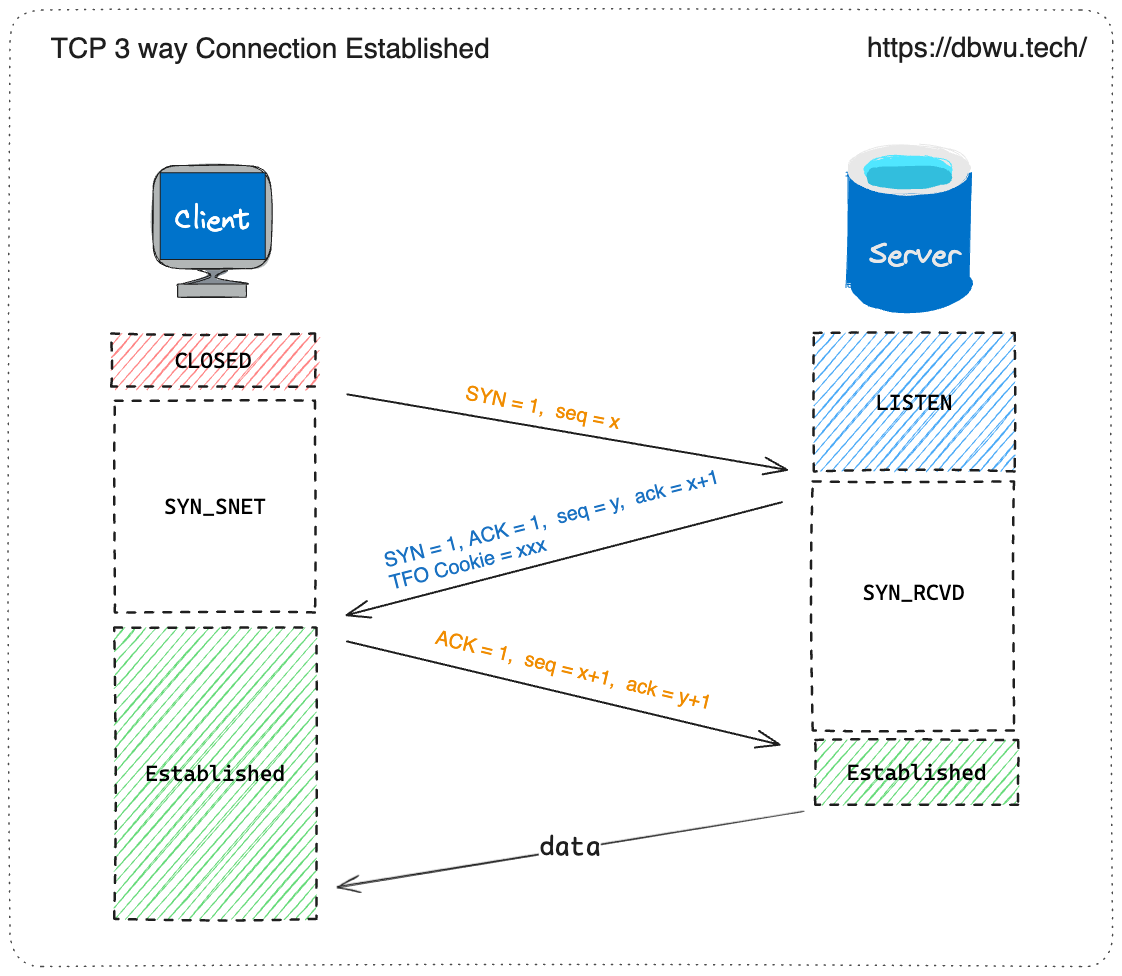 TCP 3 way Connection Established
https://dbwu.tech/
Client
Server
CLOSED
LISTEN
SYN = 1, seq = x
SYN_SNET
SYN = 1, ACK = 1, seq = y, ack = x+1
TFO Cookie = xxx
SYN_RCVD
ACK = 1, seq = x+1, ack = y+1
Established
Established
data